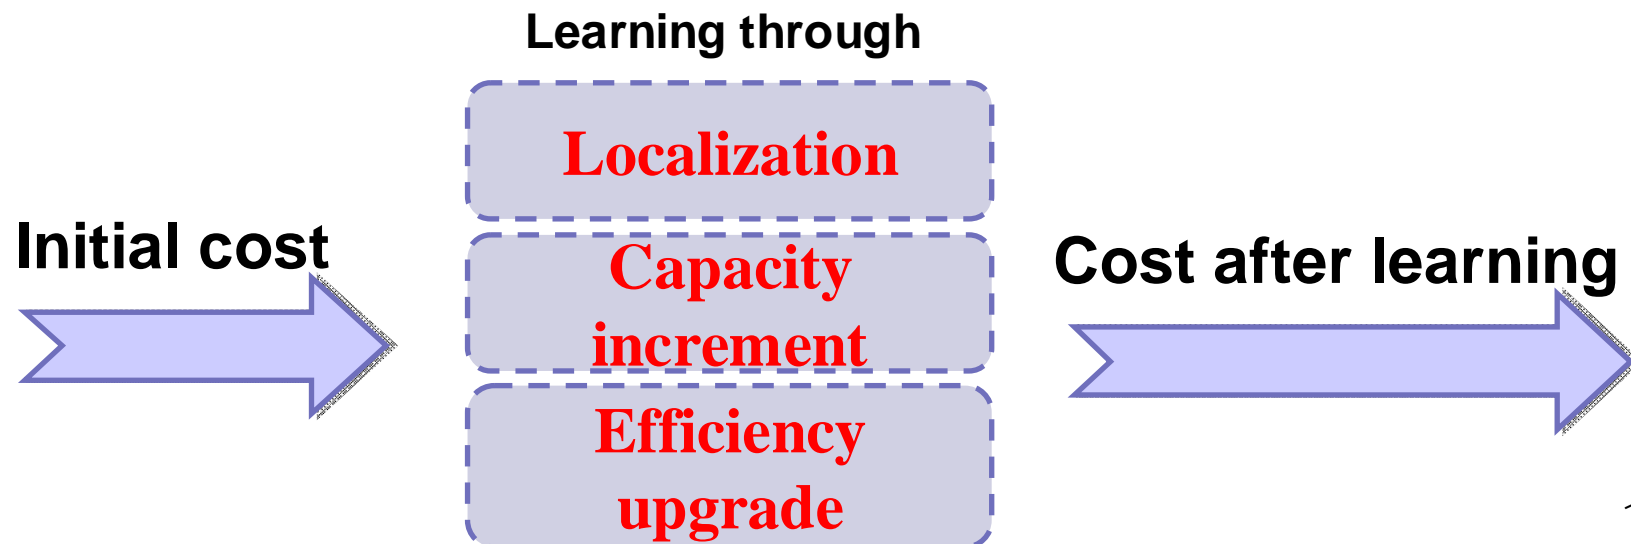 Learning through
Initial cost
Localization
Capacity
increment
Efficiency
upgrade
Cost after learning